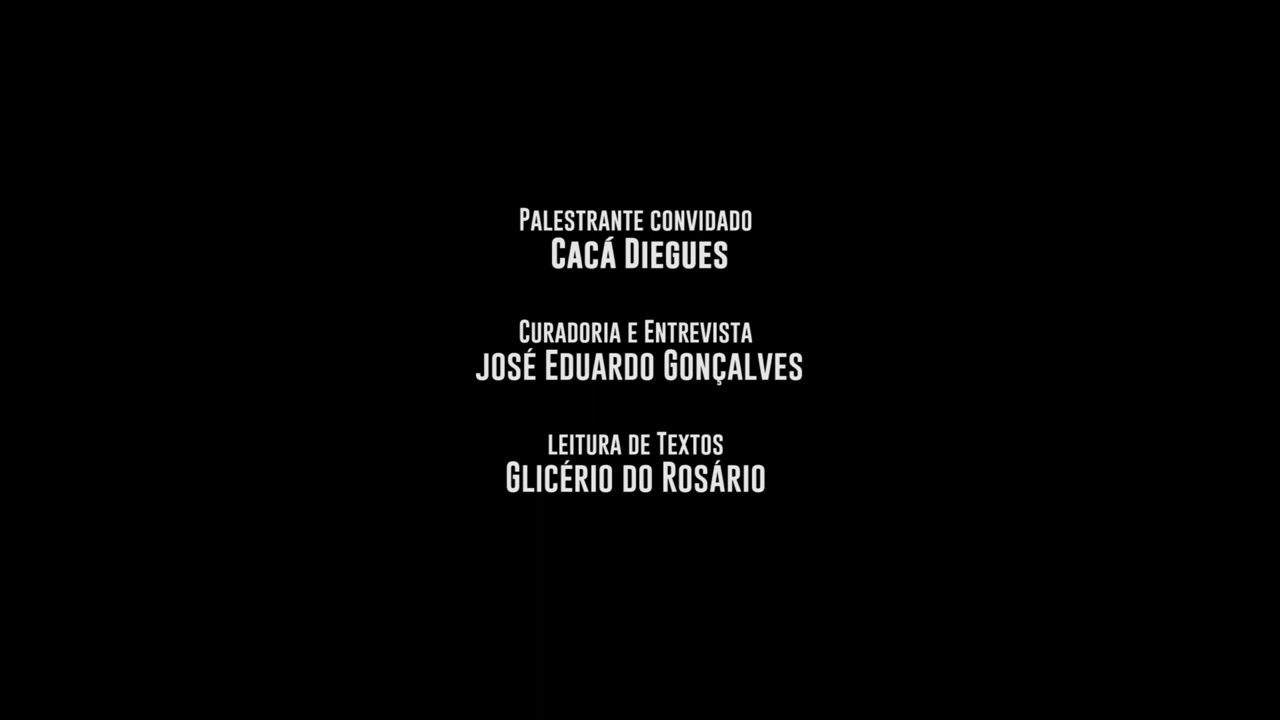 Palestrante convidado
Cacá Diegues
Curadoria e Entrevista
José Eduardo Gonçalves
Leitura de Textos
Glicério do Rosário